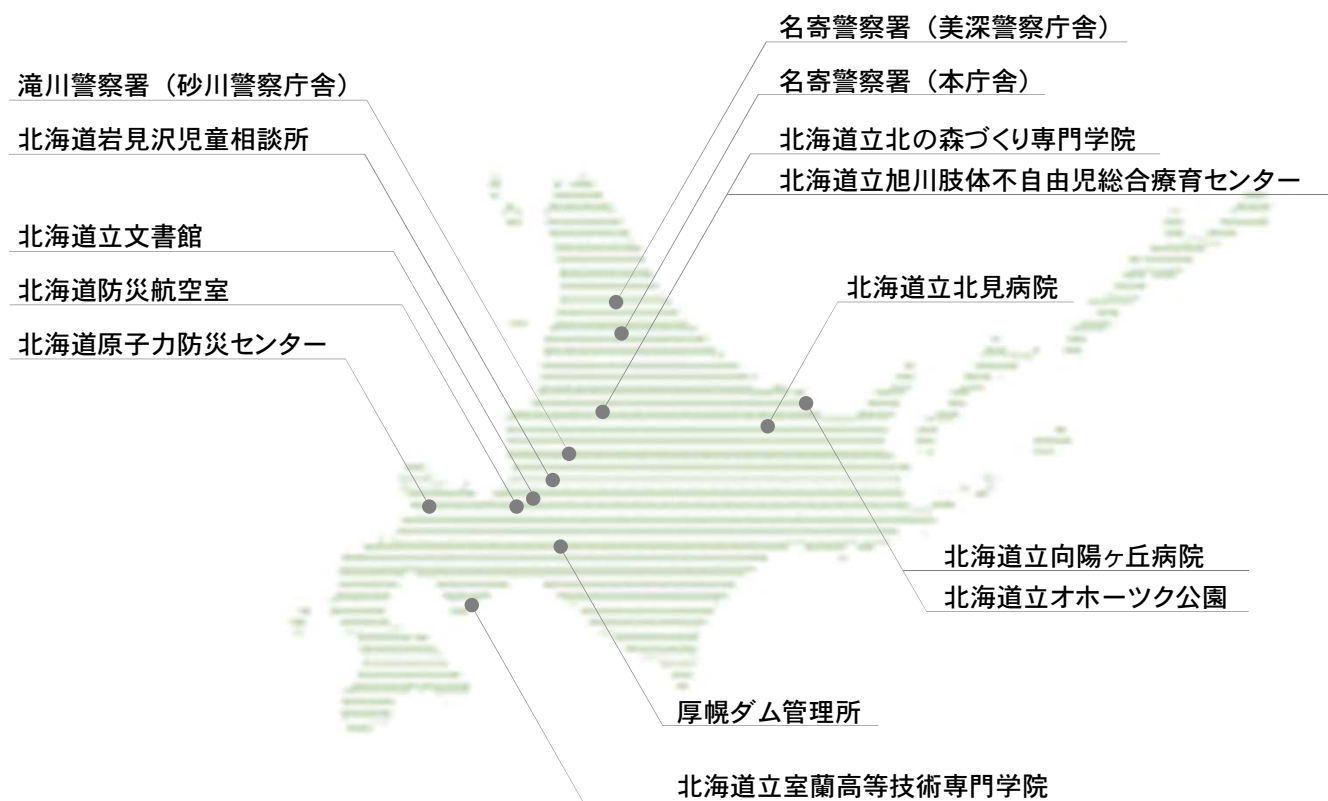 名寄警察署（美深警察庁舎）
滝川警察署（砂川警察庁舎）
名寄警察署（本庁舎）
北海道岩見沢児童相談所
北海道立北の森づくり専門学院
北海道立旭川肢体不自由児総合療育センター
北海道立文書館
北海道防災航空室
北海道立北見病院
北海道原子力防災センター
北海道立向陽ヶ丘病院
北海道立オホーツク公園
厚幌ダム管理所
北海道立室蘭高等技術専門学院